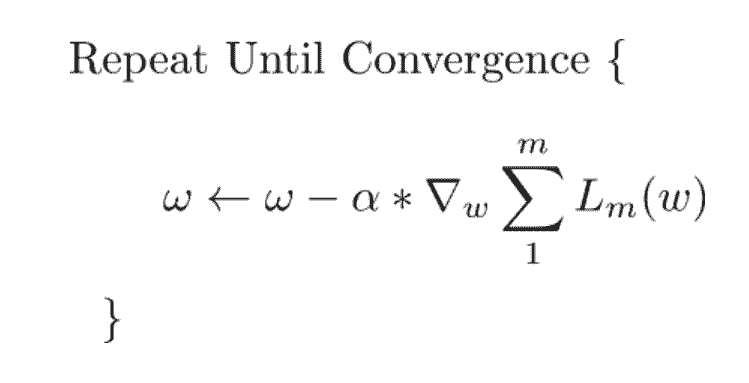 Repeat Until Convergence {
ω ← ω − α ∗ ∇_w ∑_1^m L_m(w)
}